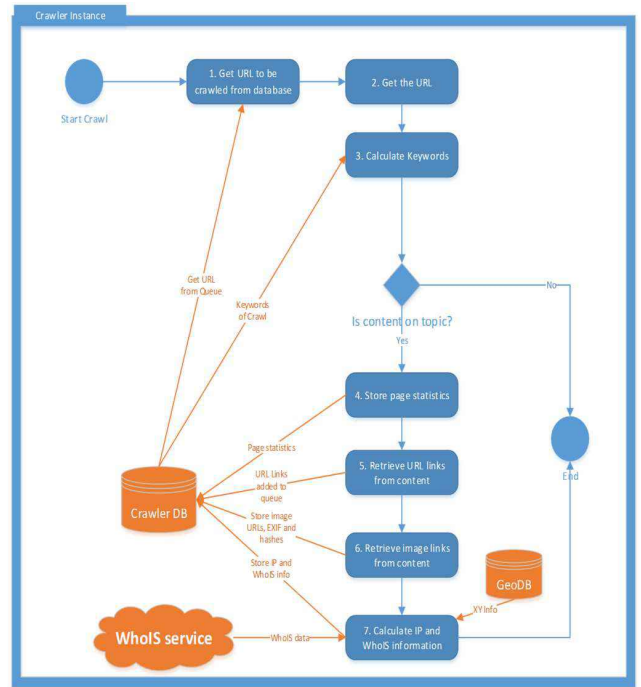 Crawler Instance
Start Crawl
1. Get URL to be
crawled from database
2. Get the URL
3. Calculate Keywords
Get URL
from Queue
Keywords
of Crawl
No
Is content on topic?
Yes
4. Store page statistics
Page statistics
5. Retrieve URL links
from content
URL Links
added to
queue
End
Crawler DB
Store image
URLs, EXIF and
hashes
6. Retrieve image links
from content
Store IP and
WhoIS info
GeoDB
XY Info
WhoIS service
WhoIS data
7. Calculate IP and
WhoIS information